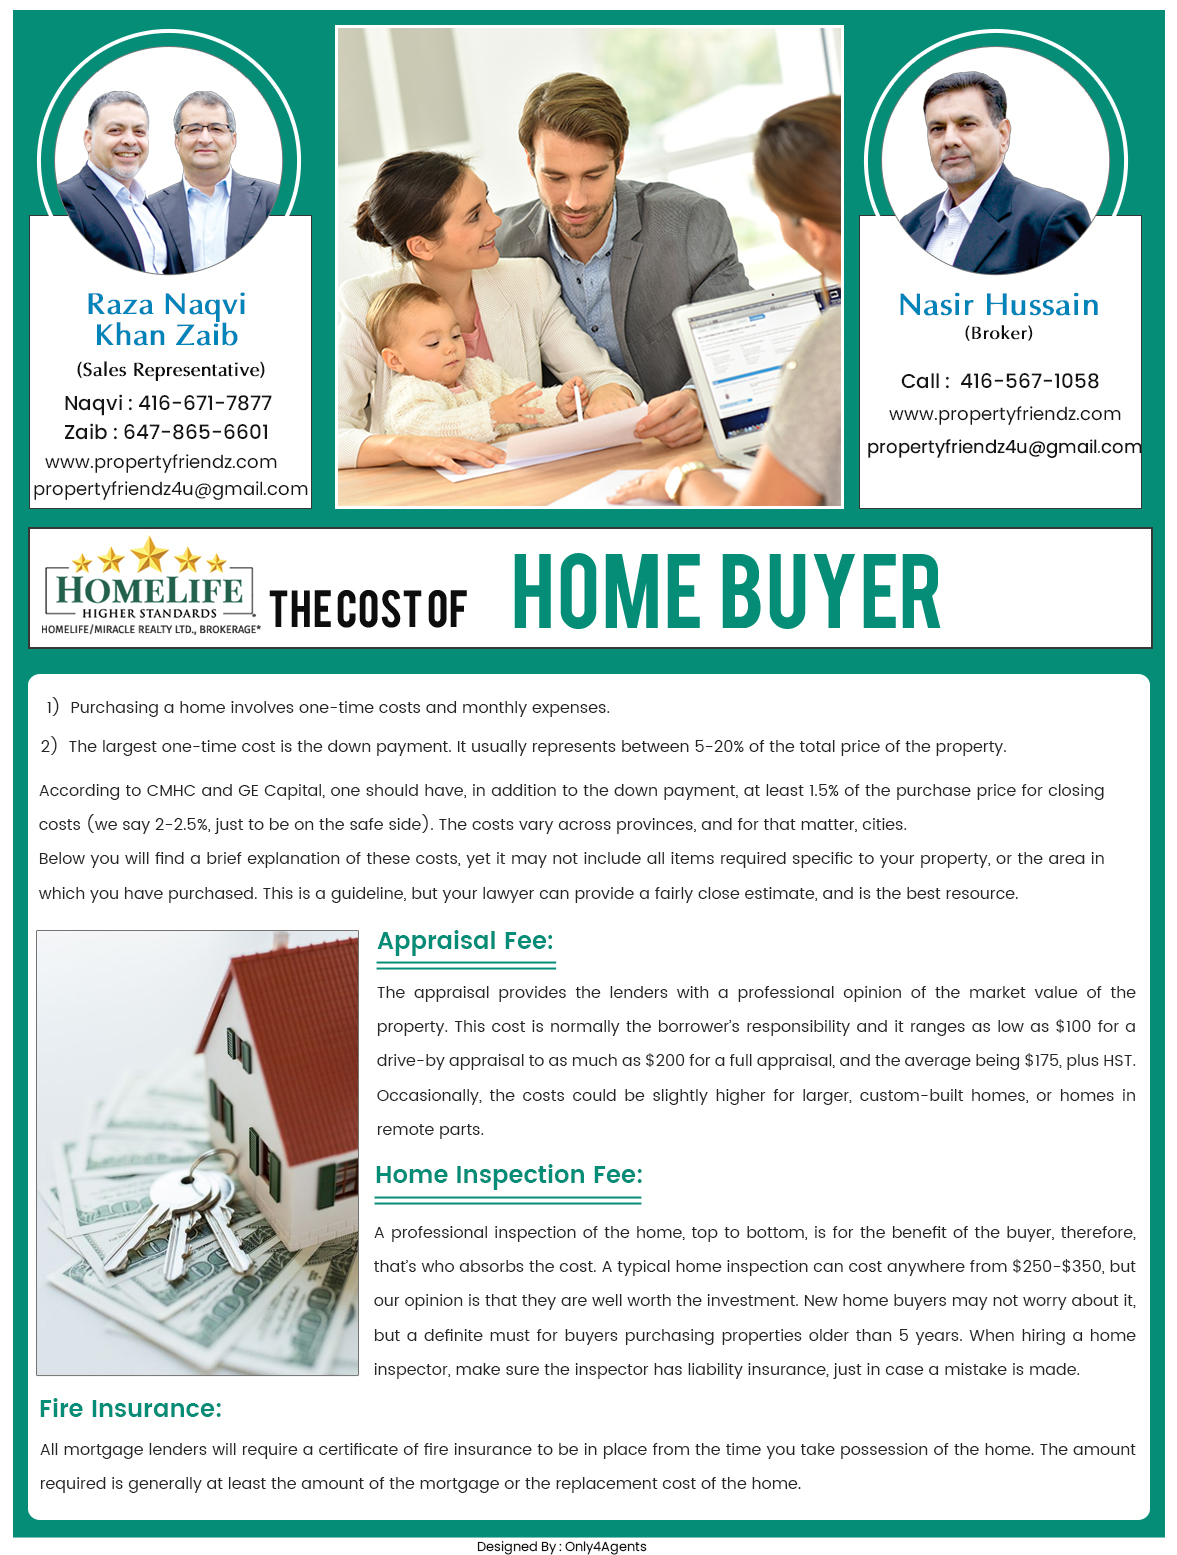 Raza Naqvi
Khan Zaib
(Sales Representative)
Naqvi : 416-671-7877
Zaib : 647-865-6601
www.propertyfriendz.com
propertyfriendz4u@gmail.com
Nasir Hussain
(Broker)
Call : 416-567-1058
www.propertyfriendz.com
propertyfriendz4u@gmail.com
HOMELIFE
HIGHER STANDARDS
HOMELIFE/MIRACLE REALTY LTD., BROKERAGE*
THE COST OF HOME BUYER
1) Purchasing a home involves one-time costs and monthly expenses.
2) The largest one-time cost is the down payment. It usually represents between 5-20% of the total price of the property.
According to CMHC and GE Capital, one should have, in addition to the down payment, at least 1.5% of the purchase price for closing
costs (we say 2-2.5%, just to be on the safe side). The costs vary across provinces, and for that matter, cities.
Below you will find a brief explanation of these costs, yet it may not include all items required specific to your property, or the area in
which you have purchased. This is a guideline, but your lawyer can provide a fairly close estimate, and is the best resource.
Appraisal Fee:
The appraisal provides the lenders with a professional opinion of the market value of the
property. This cost is normally the borrower's responsibility and it ranges as low as $100 for a
drive-by appraisal to as much as $200 for a full appraisal, and the average being $175, plus HST.
Occasionally, the costs could be slightly higher for larger, custom-built homes, or homes in
remote parts.
Home Inspection Fee:
A professional inspection of the home, top to bottom, is for the benefit of the buyer, therefore,
that's who absorbs the cost. A typical home inspection can cost anywhere from $250-$350, but
our opinion is that they are well worth the investment. New home buyers may not worry about it,
but a definite must for buyers purchasing properties older than 5 years. When hiring a home
inspector, make sure the inspector has liability insurance, just in case a mistake is made.
Fire Insurance:
All mortgage lenders will require a certificate of fire insurance to be in place from the time you take possession of the home. The amount
required is generally at least the amount of the mortgage or the replacement cost of the home.
Designed By : Only4Agents